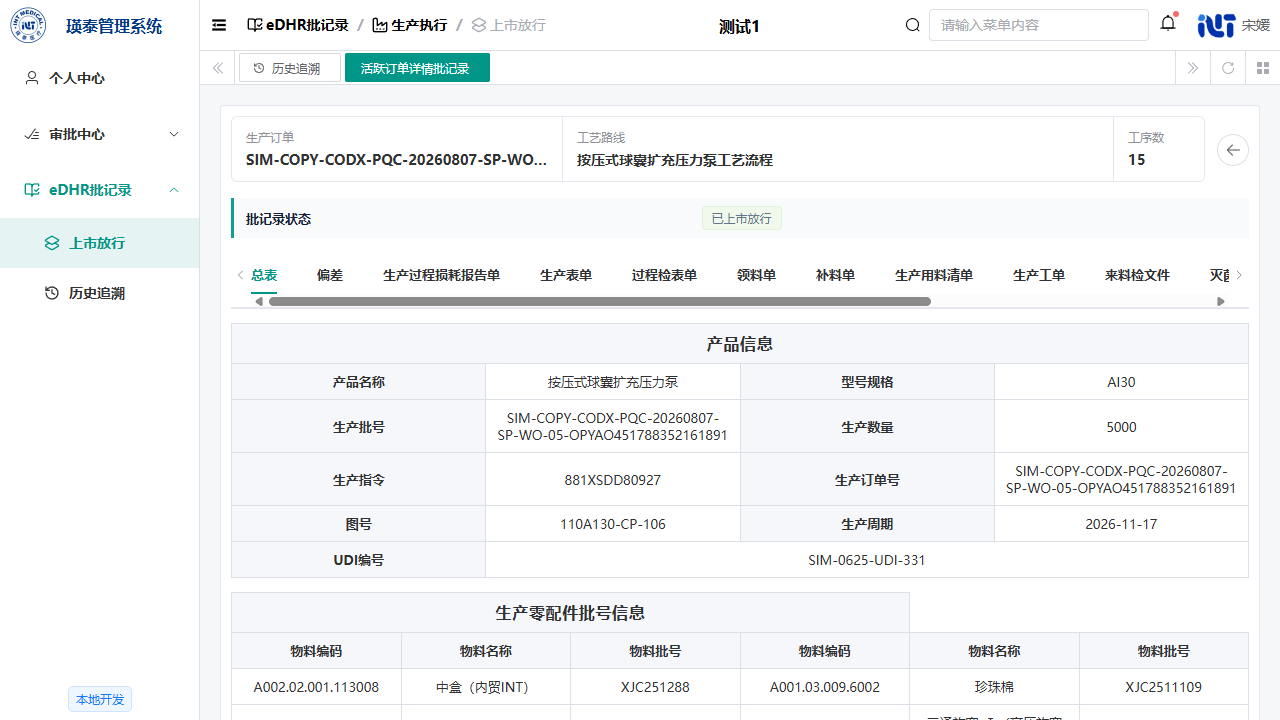 瑛泰管理系统
eDHR批记录 / 生产执行 / 上市放行
测试1
请输入菜单内容
宋媛
个人中心
审批中心
eDHR批记录
上市放行
历史追溯
本地开发
历史追溯
活跃订单详情批记录
生产订单
SIM-COPY-CODX-PQC-20260807-SP-WO...
工艺路线
按压式球囊扩充压力泵工艺流程
工序数
15
批记录状态
已上市放行
总表 偏差 生产过程损耗报告单 生产表单 过程检表单 领料单 补料单 生产用料清单 生产工单 来料检文件
产品信息
产品名称 按压式球囊扩充压力泵 型号规格 AI30
生产批号 SIM-COPY-CODX-PQC-20260807-
SP-WO-05-OPYAO451788352161891 生产数量 5000
生产指令 881XSDD80927 生产订单号 SIM-COPY-CODX-PQC-20260807-
SP-WO-05-OPYAO451788352161891
图号 110A130-CP-106 生产周期 2026-11-17
UDI编号 SIM-0625-UDI-331
生产零配件批号信息
物料编码 物料名称 物料批号 物料编码 物料名称 物料批号
A002.02.001.113008 中盒（内贸INT） XJC251288 A001.03.009.6002 珍珠棉 XJC2511109